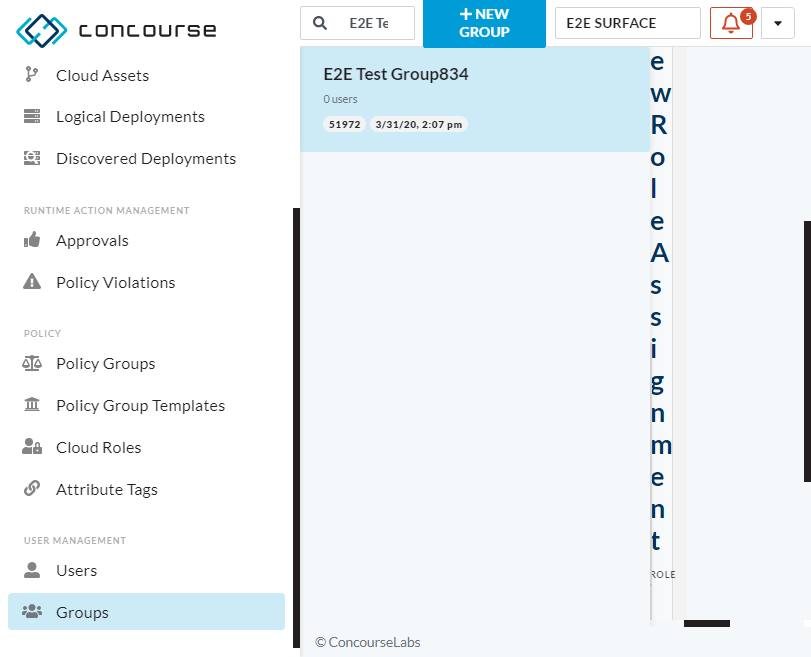 concourse
E2E Te
NEW GROUP
E2E SURFACE
5
Cloud Assets
Logical Deployments
Discovered Deployments
RUNTIME ACTION MANAGEMENT
Approvals
Policy Violations
POLICY
Policy Groups
Policy Group Templates
Cloud Roles
Attribute Tags
USER MANAGEMENT
Users
Groups
E2E Test Group834
0 users
51972 3/31/20, 2:07 pm
e
w
R
o
l
e
A
s
s
i
g
n
m
e
n
t
ROLE
© ConcourseLabs